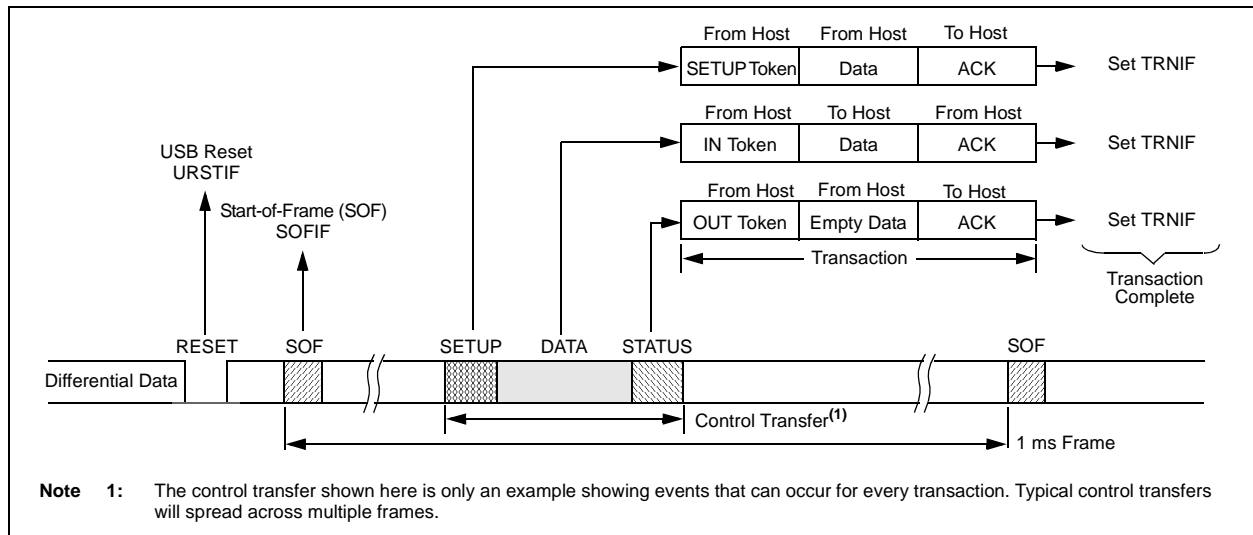 From Host From Host To Host
SETUP Token Data ACK Set TRNIF
From Host To Host From Host
IN Token Data ACK Set TRNIF
USB Reset
URSTIF
From Host From Host To Host
Start-of-Frame (SOF)
SOFIF
OUT Token Empty Data ACK Set TRNIF
Transaction
Transaction
Complete
RESET SOF SETUP DATA STATUS SOF
Differential Data
Control Transfer(1)
1 ms Frame
Note 1: The control transfer shown here is only an example showing events that can occur for every transaction. Typical control transfers
will spread across multiple frames.